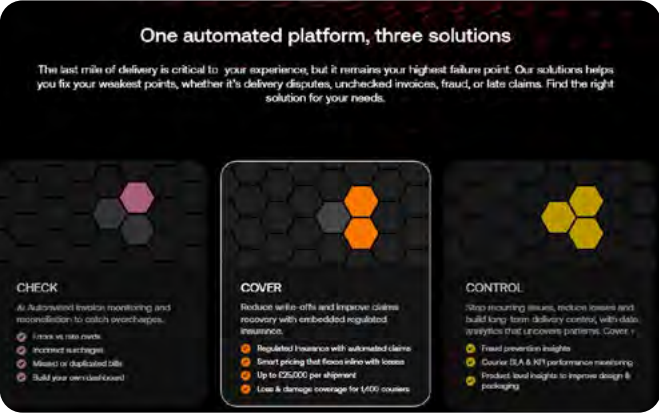 One automated platform, three solutions
The last mile of delivery is critical to your experience, but it remains your highest failure point. Our solutions helps
you fix your weakest points, whether it's delivery disputes, unchecked invoices, fraud, or late claims. Find the right
solution for your needs.
CHECK
AI Automated invoice monitoring and
reconciliation to catch overcharges.
Errors vs rate cards
Incorrect surcharges
Missed or duplicated bills
Build your own dashboard
COVER
Reduce write-offs and improve claims
recovery with embedded regulated
insurance.
Regulated Insurance with automated claims
Smart pricing that flexes inline with losses
Up to £25,000 per shipment
Loss & damage coverage for 1,400 couriers
CONTROL
Stop recurring issues, reduce losses and
build long-term delivery control, with data
analytics that uncovers patterns. Cover +
Fraud prevention insights
Courier SLA & KPI performance monitoring
Product level insights to improve design &
packaging